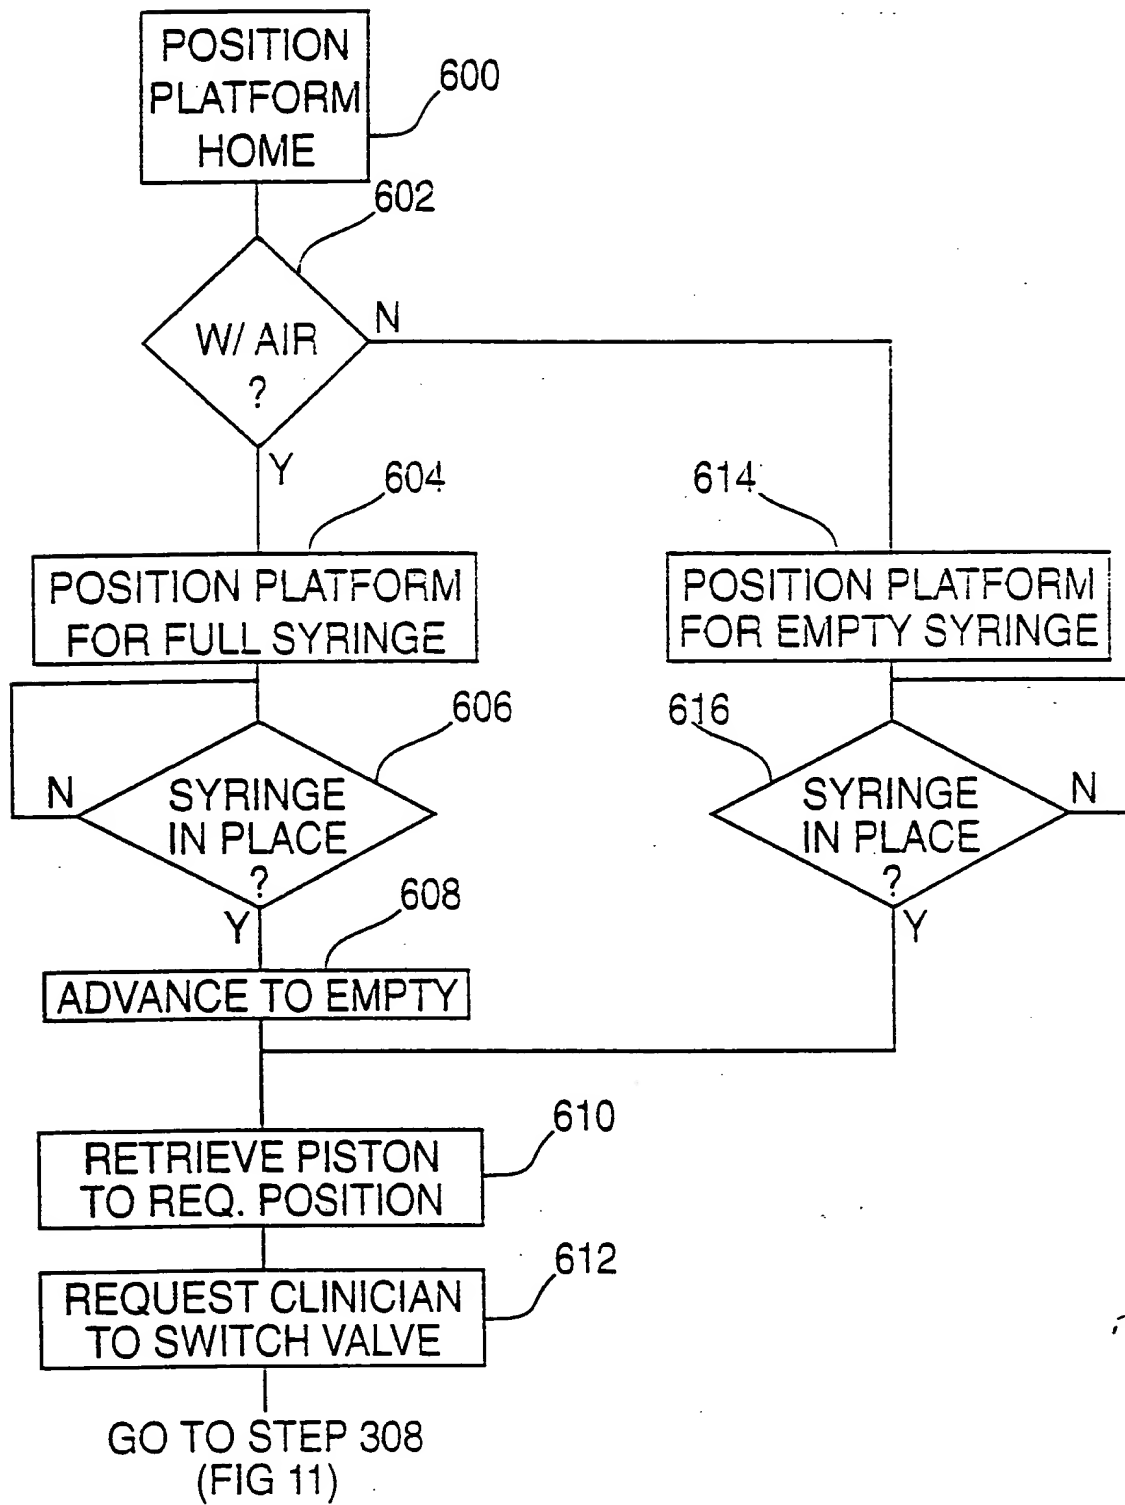 POSITION
PLATFORM
HOME
600
602
W/ AIR
?
N
Y
604
POSITION PLATFORM
FOR FULL SYRINGE
614
POSITION PLATFORM
FOR EMPTY SYRINGE
606
SYRINGE
IN PLACE
?
N
Y
616
SYRINGE
IN PLACE
?
N
Y
608
ADVANCE TO EMPTY
610
RETRIEVE PISTON
TO REQ. POSITION
612
REQUEST CLINICIAN
TO SWITCH VALVE
GO TO STEP 308
(FIG 11)